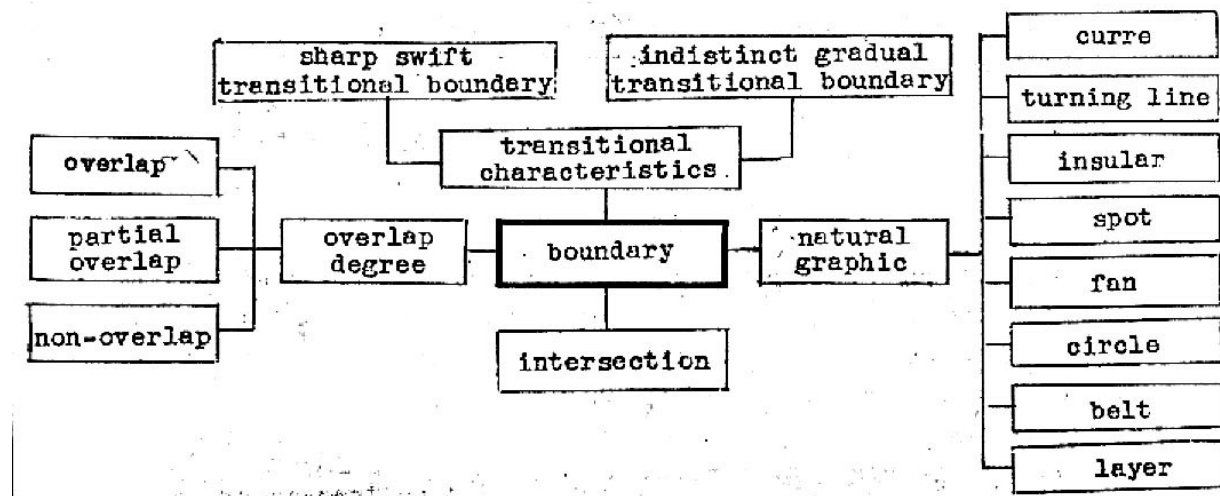 sharp swift
transitional boundary
indistinct gradual
transitional boundary
transitional
characteristics
overlap
partial
overlap
non-overlap
overlap
degree
boundary
natural
graphic
intersection
curre
turning line
insular
spot
fan
circle
belt
layer